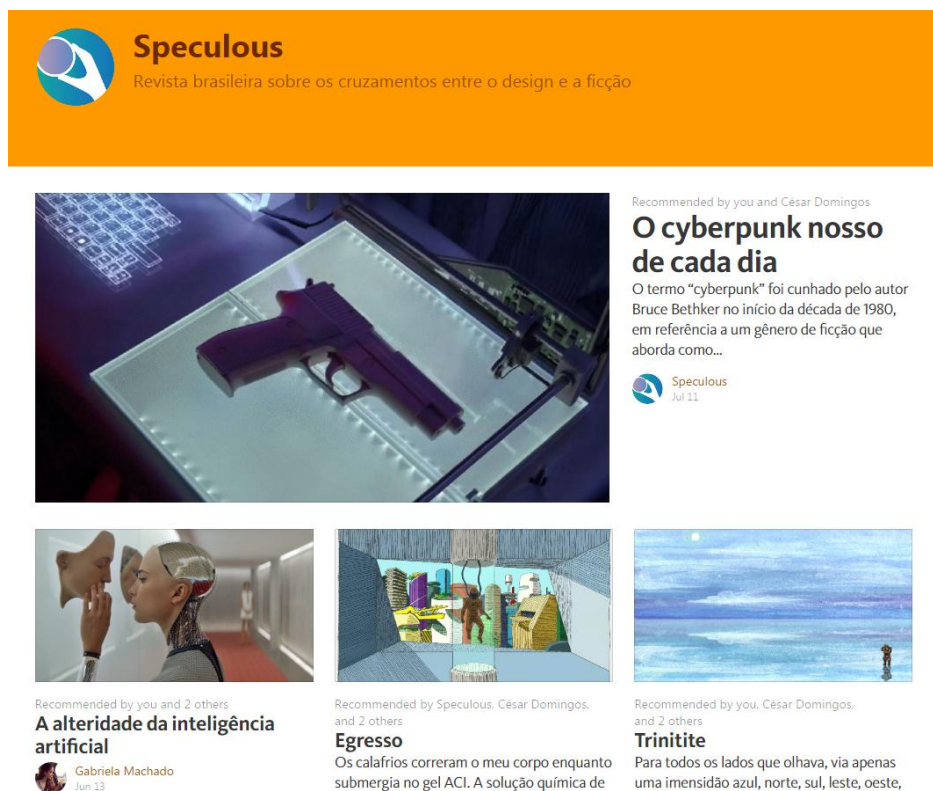 Speculous
Revista brasileira sobre os cruzamentos entre o design e a ficção
Recommended by you and César Domingos
O cyberpunk nosso
de cada dia
O termo “cyberpunk” foi cunhado pelo autor
Bruce Bethker no início da década de 1980,
em referência a um gênero de ficção que
aborda como...
Speculous
Jul 11
Recommended by you and 2 others
A alteridade da inteligência
artificial
Gabriela Machado
Jun 13
Recommended by Speculous, César Domingos,
and 2 others
Egresso
Os calafrios correram o meu corpo enquanto
submergia no gel ACI. A solução química de
Recommended by you, César Domingos,
and 2 others
Trinitite
Para todos os lados que olhava, via apenas
uma imensidão azul, norte, sul, leste, oeste,